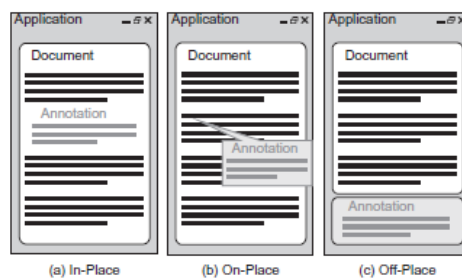 Application
Document
Annotation
(a) In-Place
Application
Document
Annotation
(b) On-Place
Application
Document
Annotation
(c) Off-Place